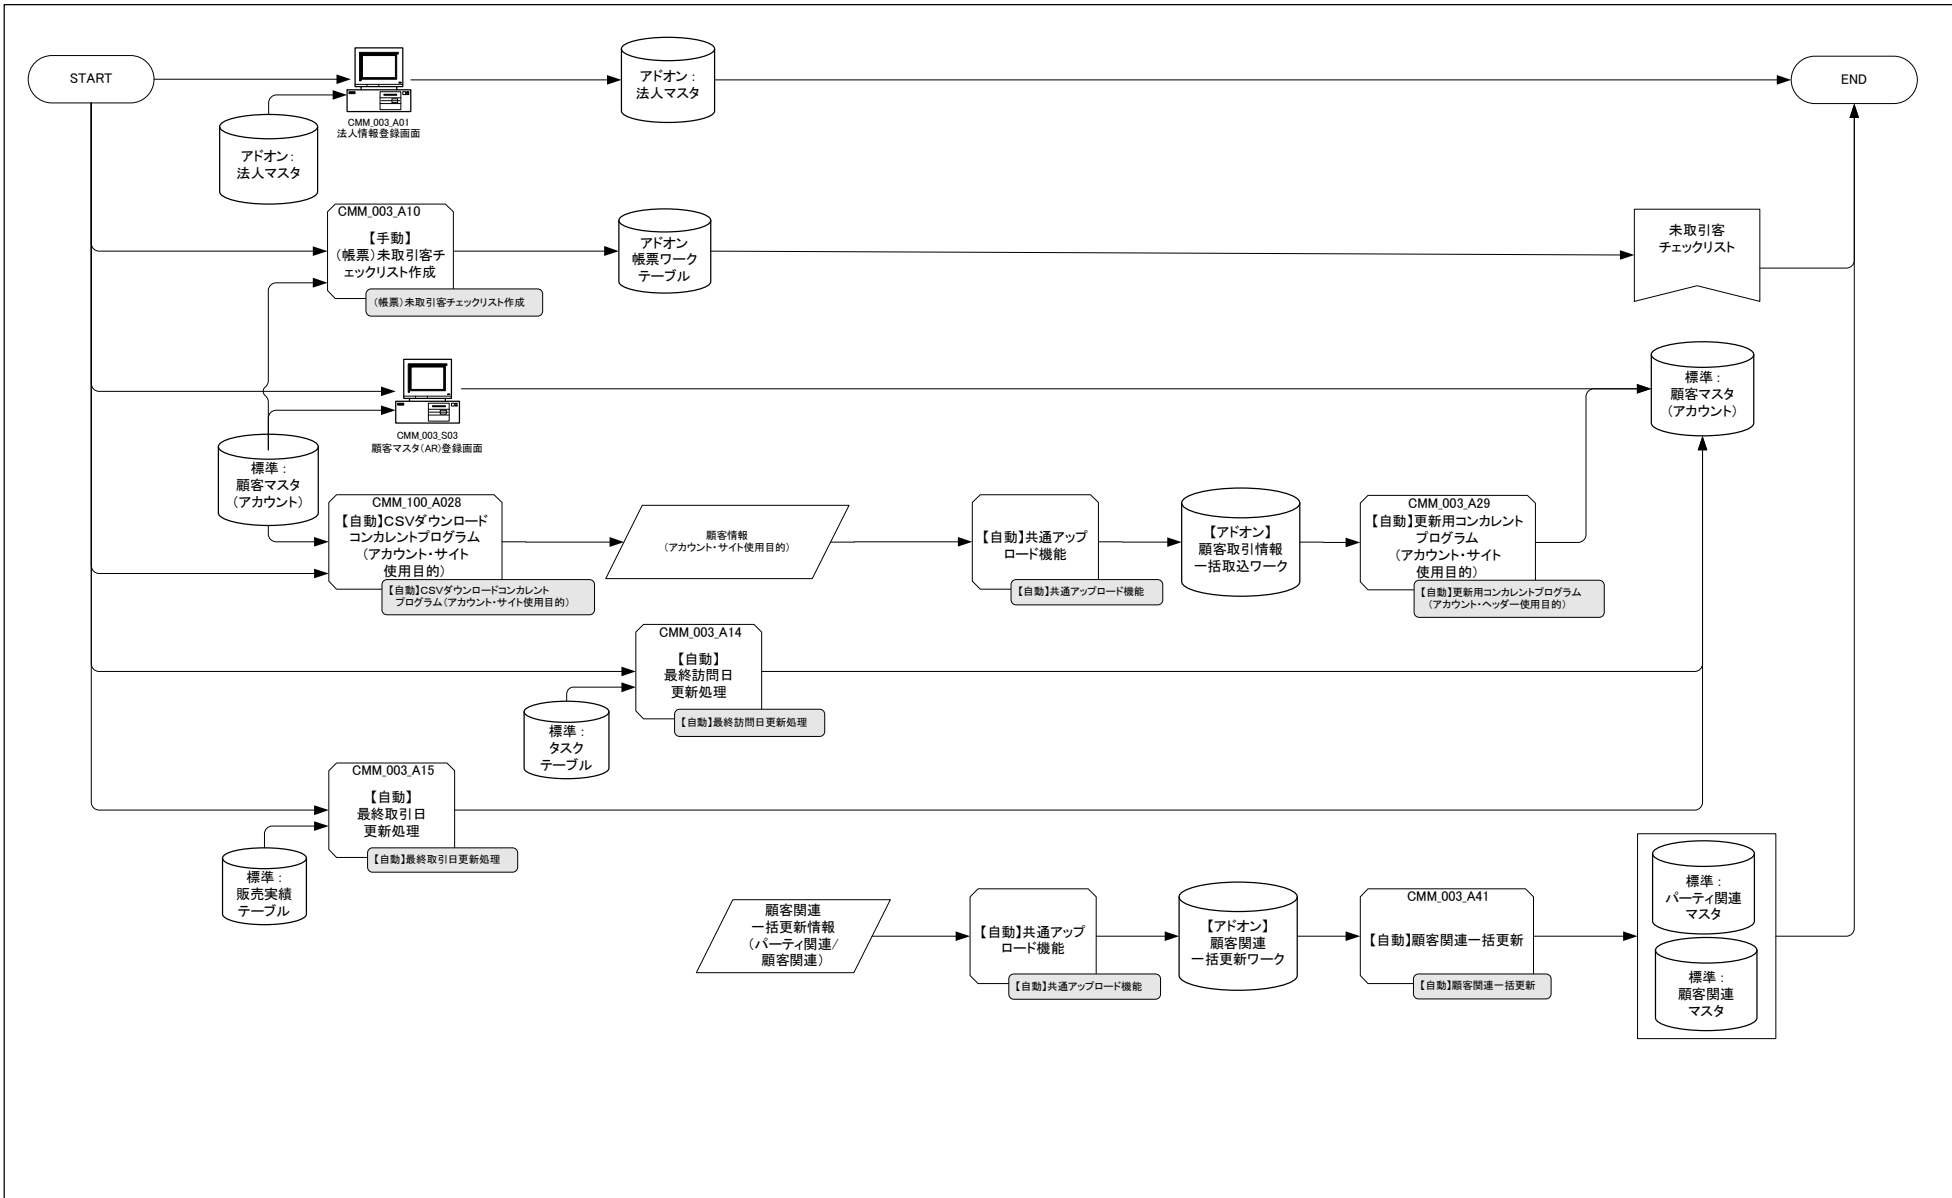 START
CMM_003_A01
法人情報登録画面
アドオン：
法人マスタ
END
アドオン：
法人マスタ
CMM_003_A10
【手動】
（帳票）未取引客チ
ェックリスト作成
（帳票）未取引客チェックリスト作成
アドオン
帳票ワーク
テーブル
未取引客
チェックリスト
CMM_003_S03
顧客マスタ（AR）登録画面
標準：
顧客マスタ
（アカウント）
標準：
顧客マスタ
（アカウント）
CMM_100_A028
【自動】CSVダウンロード
コンカレントプログラム
（アカウント・サイト
使用目的）
【自動】CSVダウンロードコンカレント
プログラム（アカウント・サイト使用目的）
顧客情報
（アカウント・サイト使用目的）
【自動】共通アップ
ロード機能
【自動】共通アップロード機能
【アドオン】
顧客取引情報
一括取込ワーク
CMM_003_A29
【自動】更新用コンカレント
プログラム
（アカウント・サイト
使用目的）
【自動】更新用コンカレントプログラム
（アカウント・ヘッダー使用目的）
CMM_003_A14
【自動】
最終訪問日
更新処理
【自動】最終訪問日更新処理
標準：
タスク
テーブル
CMM_003_A15
【自動】
最終取引日
更新処理
【自動】最終取引日更新処理
標準：
販売実績
テーブル
顧客関連
一括更新情報
（パーティ関連/
顧客関連）
【自動】共通アップ
ロード機能
【自動】共通アップロード機能
【アドオン】
顧客関連
一括更新ワーク
CMM_003_A41
【自動】顧客関連一括更新
【自動】顧客関連一括更新
標準：
パーティ関連
マスタ
標準：
顧客関連
マスタ